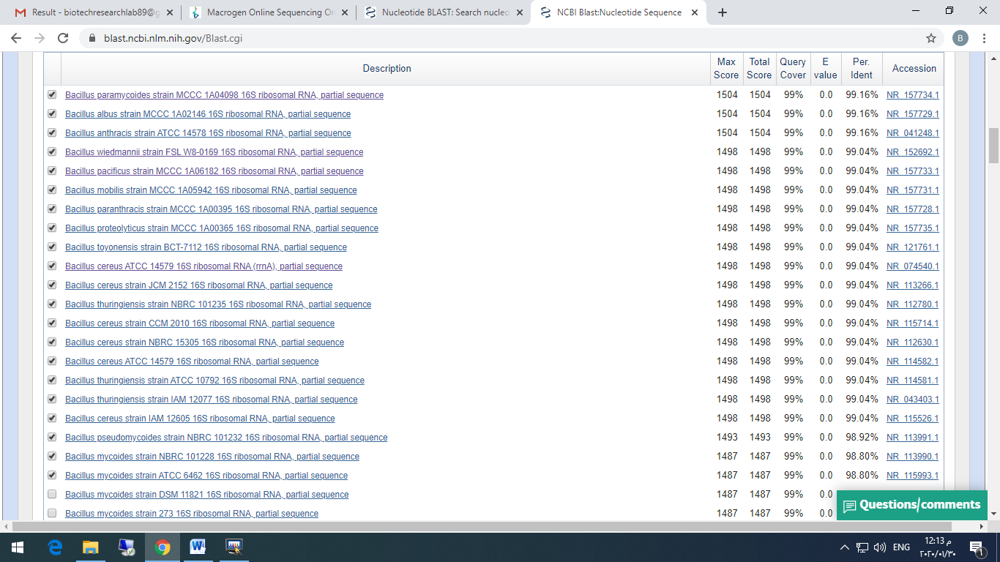 Result - biotechresearchlab89@g
Macrogen Online Sequencing Or
Nucleotide BLAST: Search nucleo
NCBI Blast:Nucleotide Sequence
blast.ncbi.nlm.nih.gov/Blast.cgi
B
Description Max Score Total Score Query Cover E value Per. Ident Accession
Bacillus paramycoides strain MCCC 1A04098 16S ribosomal RNA, partial sequence 1504 1504 99% 0.0 99.16% NR_157734.1
Bacillus albus strain MCCC 1A02146 16S ribosomal RNA, partial sequence 1504 1504 99% 0.0 99.16% NR_157729.1
Bacillus anthracis strain ATCC 14578 16S ribosomal RNA, partial sequence 1504 1504 99% 0.0 99.16% NR_041248.1
Bacillus wiedmannii strain FSL W8-0169 16S ribosomal RNA, partial sequence 1498 1498 99% 0.0 99.04% NR_152692.1
Bacillus pacificus strain MCCC 1A06182 16S ribosomal RNA, partial sequence 1498 1498 99% 0.0 99.04% NR_157733.1
Bacillus mobilis strain MCCC 1A05942 16S ribosomal RNA, partial sequence 1498 1498 99% 0.0 99.04% NR_157731.1
Bacillus paranthracis strain MCCC 1A00395 16S ribosomal RNA, partial sequence 1498 1498 99% 0.0 99.04% NR_157728.1
Bacillus proteolyticus strain MCCC 1A00365 16S ribosomal RNA, partial sequence 1498 1498 99% 0.0 99.04% NR_157735.1
Bacillus toyonensis strain BCT-7112 16S ribosomal RNA, partial sequence 1498 1498 99% 0.0 99.04% NR_121761.1
Bacillus cereus ATCC 14579 16S ribosomal RNA (rrnA), partial sequence 1498 1498 99% 0.0 99.04% NR_074540.1
Bacillus cereus strain JCM 2152 16S ribosomal RNA, partial sequence 1498 1498 99% 0.0 99.04% NR_113266.1
Bacillus thuringiensis strain NBRC 101235 16S ribosomal RNA, partial sequence 1498 1498 99% 0.0 99.04% NR_112780.1
Bacillus cereus strain CCM 2010 16S ribosomal RNA, partial sequence 1498 1498 99% 0.0 99.04% NR_115714.1
Bacillus cereus strain NBRC 15305 16S ribosomal RNA, partial sequence 1498 1498 99% 0.0 99.04% NR_112630.1
Bacillus cereus ATCC 14579 16S ribosomal RNA, partial sequence 1498 1498 99% 0.0 99.04% NR_114582.1
Bacillus thuringiensis strain ATCC 10792 16S ribosomal RNA, partial sequence 1498 1498 99% 0.0 99.04% NR_114581.1
Bacillus thuringiensis strain IAM 12077 16S ribosomal RNA, partial sequence 1498 1498 99% 0.0 99.04% NR_043403.1
Bacillus cereus strain IAM 12605 16S ribosomal RNA, partial sequence 1498 1498 99% 0.0 99.04% NR_115526.1
Bacillus pseudomycoides strain NBRC 101232 16S ribosomal RNA, partial sequence 1493 1493 99% 0.0 98.92% NR_113991.1
Bacillus mycoides strain NBRC 101228 16S ribosomal RNA, partial sequence 1487 1487 99% 0.0 98.80% NR_113990.1
Bacillus mycoides strain ATCC 6462 16S ribosomal RNA, partial sequence 1487 1487 99% 0.0 98.80% NR_115993.1
Bacillus mycoides strain DSM 11821 16S ribosomal RNA, partial sequence 1487 1487 99% 0.0
Bacillus mycoides strain 273 16S ribosomal RNA, partial sequence 1487 1487 99% 0.0
Questions/comments
ENG
12:13 م
٢٠٢٠/٠١/٣٠
1